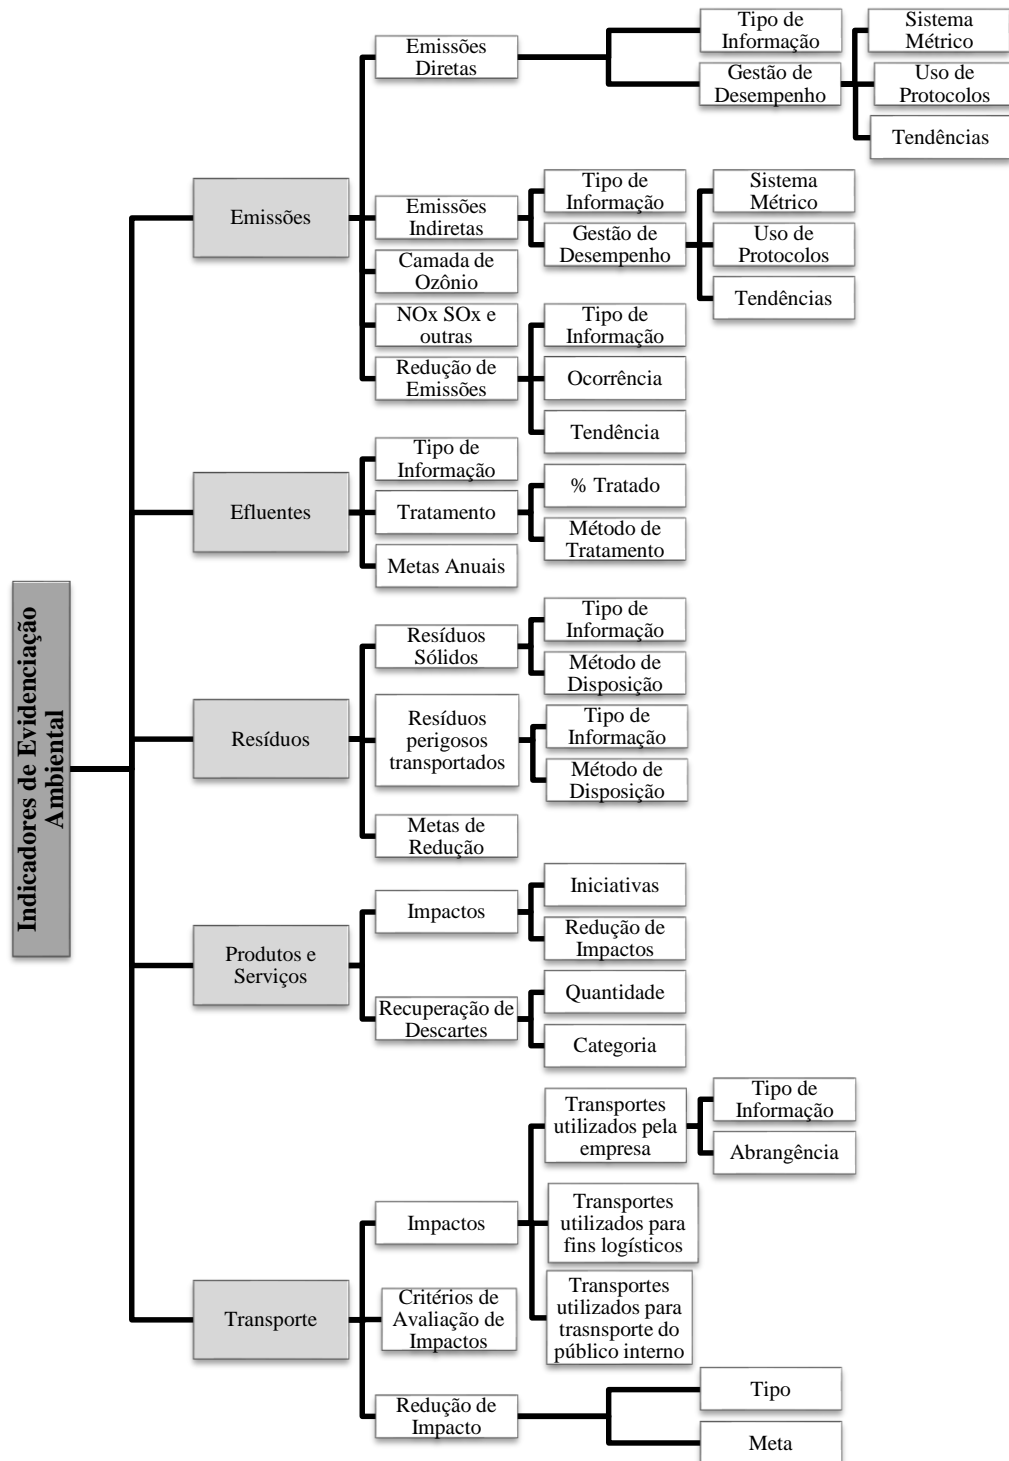 Indicadores de Evidenciação
Ambiental
Emissões
Emissões
Diretas
Tipo de
Informação
Gestão de
Desempenho
Sistema
Métrico
Uso de
Protocolos
Tendências
Emissões
Indiretas
Tipo de
Informação
Gestão de
Desempenho
Sistema
Métrico
Uso de
Protocolos
Tendências
Camada de
Ozônio
NOx SOx e
outras
Redução de
Emissões
Tipo de
Informação
Ocorrência
Tendência
Efluentes
Tipo de
Informação
Tratamento
% Tratado
Método de
Tratamento
Metas Anuais
Resíduos
Resíduos
Sólidos
Tipo de
Informação
Método de
Disposição
Resíduos
perigosos
transportados
Tipo de
Informação
Método de
Disposição
Metas de
Redução
Produtos e
Serviços
Impactos
Iniciativas
Redução de
Impactos
Recuperação de
Descartes
Quantidade
Categoria
Transporte
Impactos
Transportes
utilizados pela
empresa
Tipo de
Informação
Abrangência
Transportes
utilizados para
fins logísticos
Transportes
utilizados para
trasnsporte do
público interno
Critérios de
Avaliação de
Impactos
Redução de
Impacto
Tipo
Meta